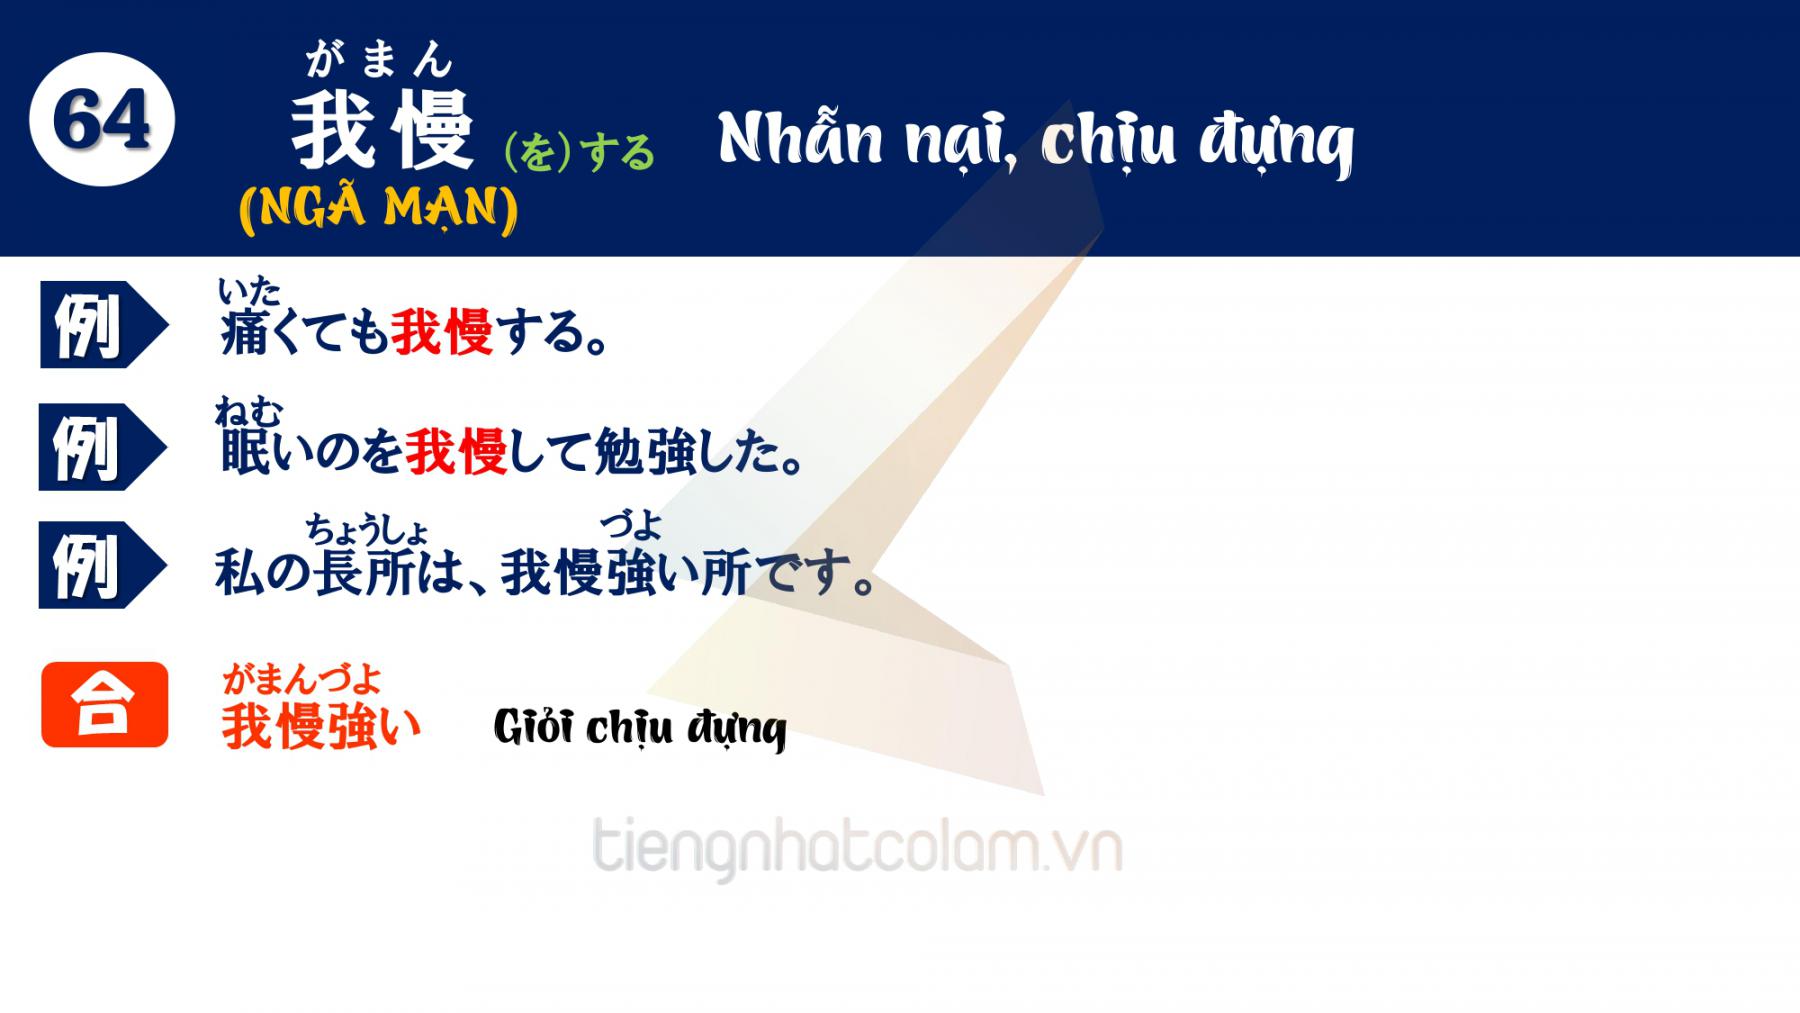 64
がまん
我慢 (を)する Nhẫn nại, chịu đựng
(NGÃ MẠN)
いた
例 痛くても我慢する。
ねむ
例 眠いのを我慢して勉強した。
ちょうしょ づよ
例 私の長所は、我慢強い所です。
がまんづよ
合 我慢強い Giỏi chịu đựng
tiengnhatcolam.vn